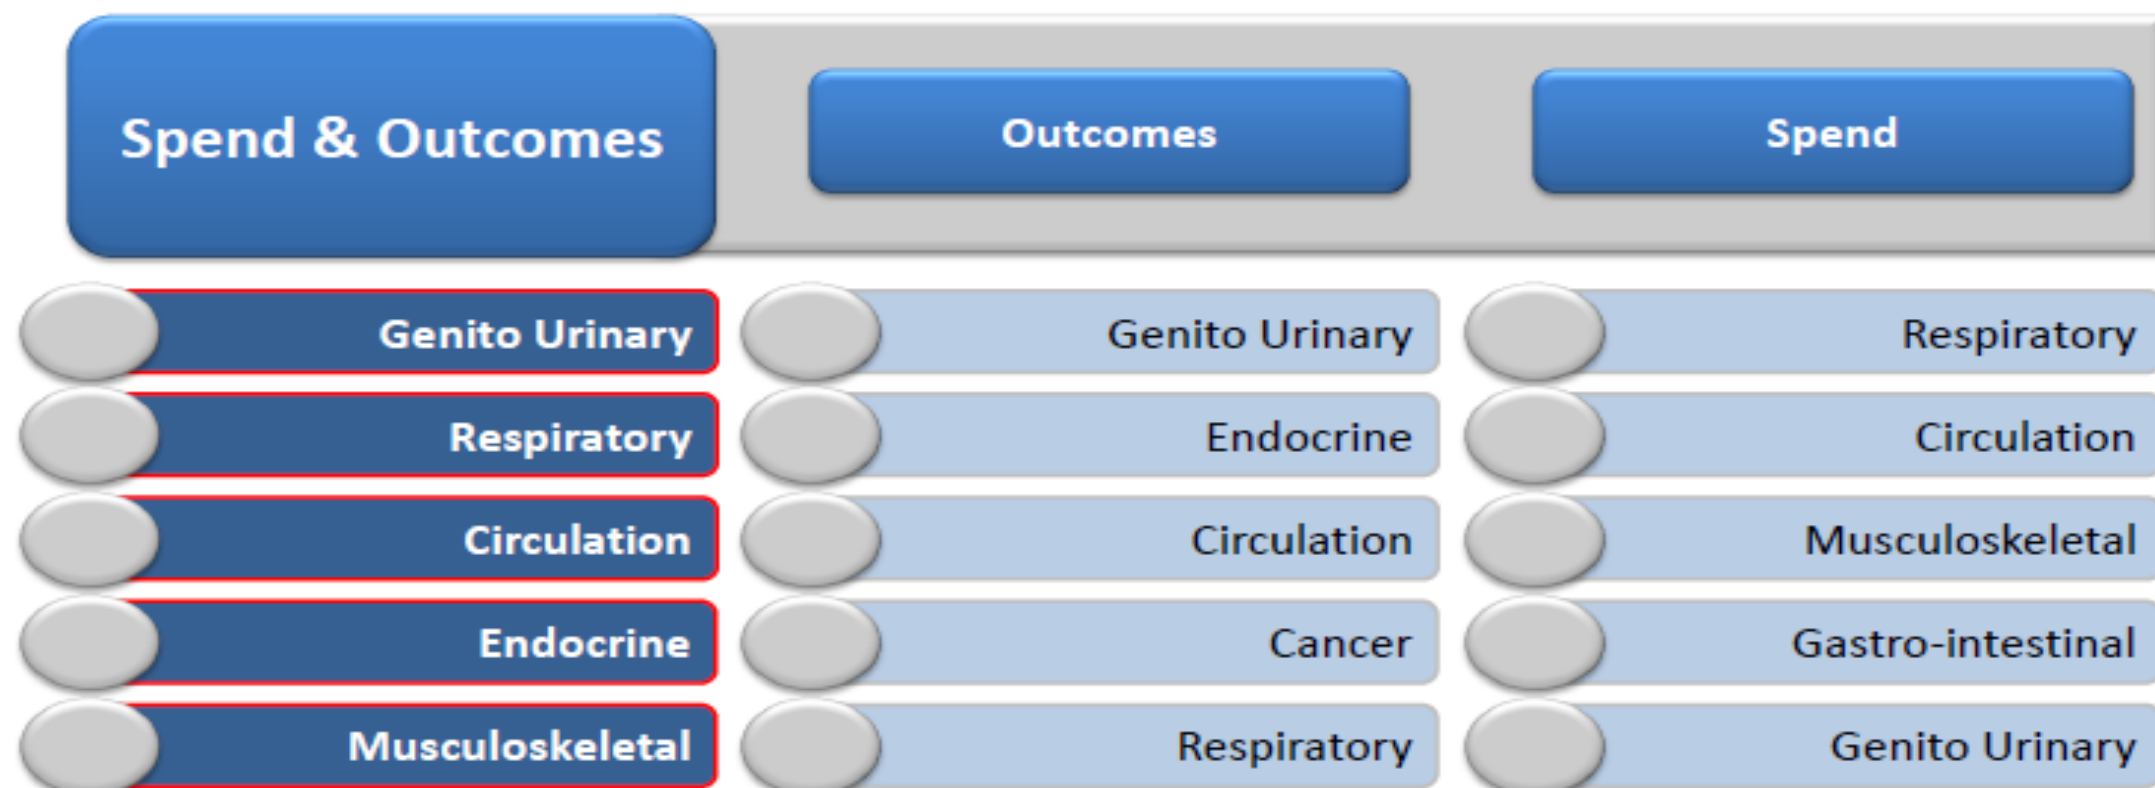 Spend & Outcomes Outcomes Spend
Genito Urinary Genito Urinary Respiratory
Respiratory Endocrine Circulation
Circulation Circulation Musculoskeletal
Endocrine Cancer Gastro-intestinal
Musculoskeletal Respiratory Genito Urinary